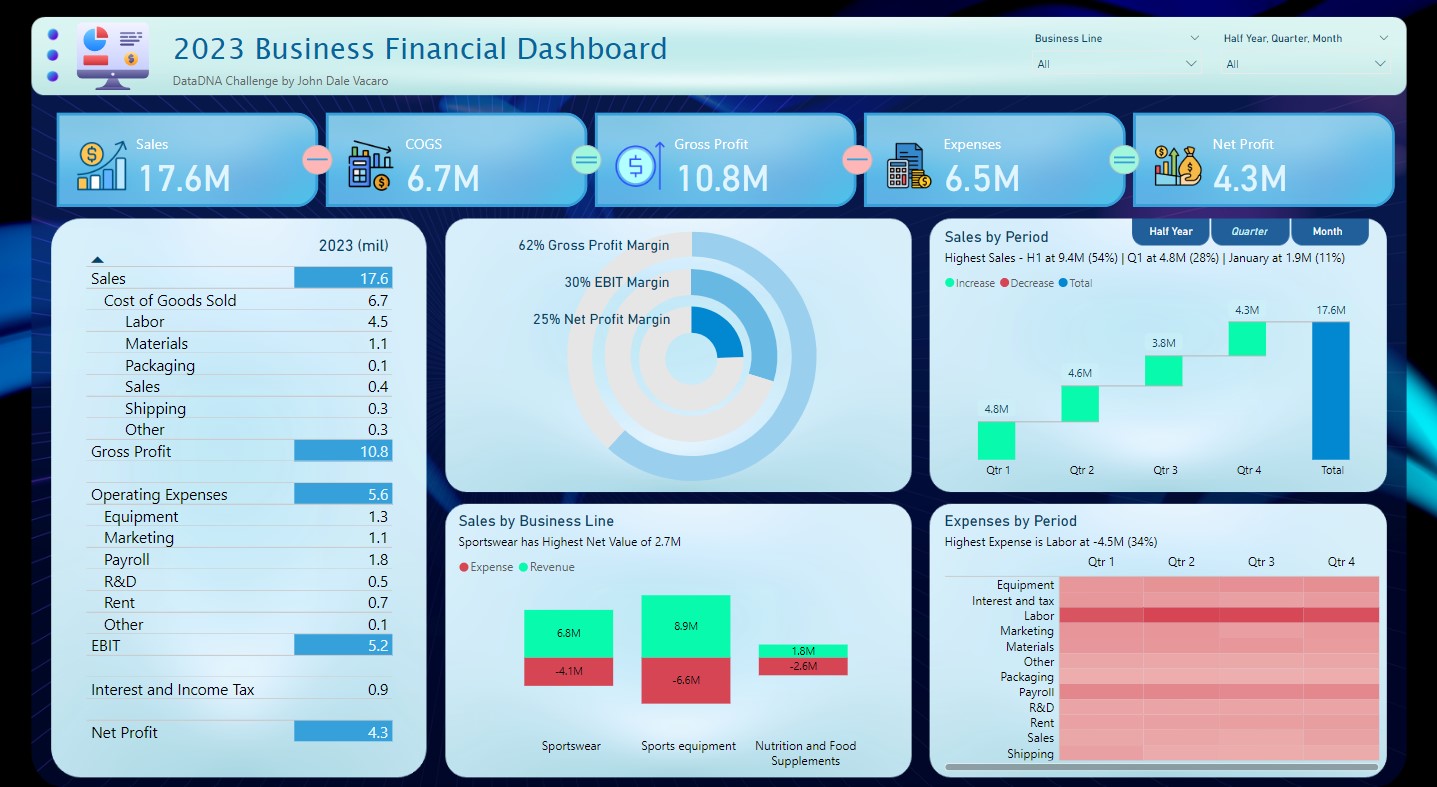 2023 Business Financial Dashboard
DataDNA Challenge by John Dale Vacaro
Business Line
All
Half Year, Quarter, Month
All
Sales
17.6M
COGS
6.7M
Gross Profit
10.8M
Expenses
6.5M
Net Profit
4.3M
2023 (mil)
Sales 17.6
Cost of Goods Sold 6.7
Labor 4.5
Materials 1.1
Packaging 0.1
Sales 0.4
Shipping 0.3
Other 0.3
Gross Profit 10.8
Operating Expenses 5.6
Equipment 1.3
Marketing 1.1
Payroll 1.8
R&D 0.5
Rent 0.7
Other 0.1
EBIT 5.2
Interest and Income Tax 0.9
Net Profit 4.3
62% Gross Profit Margin
30% EBIT Margin
25% Net Profit Margin
Sales by Period
Half Year Quarter Month
Highest Sales - H1 at 9.4M (54%) | Q1 at 4.8M (28%) | January at 1.9M (11%)
Increase Decrease Total
4.8M 4.6M 3.8M 4.3M 17.6M
Qtr 1 Qtr 2 Qtr 3 Qtr 4 Total
Sales by Business Line
Sportswear has Highest Net Value of 2.7M
Expense Revenue
6.8M 8.9M 1.8M
-4.1M -6.6M -2.6M
Sportswear Sports equipment Nutrition and Food
Supplements
Expenses by Period
Highest Expense is Labor at -4.5M (34%)
Qtr 1 Qtr 2 Qtr 3 Qtr 4
Equipment
Interest and tax
Labor
Marketing
Materials
Other
Packaging
Payroll
R&D
Rent
Sales
Shipping